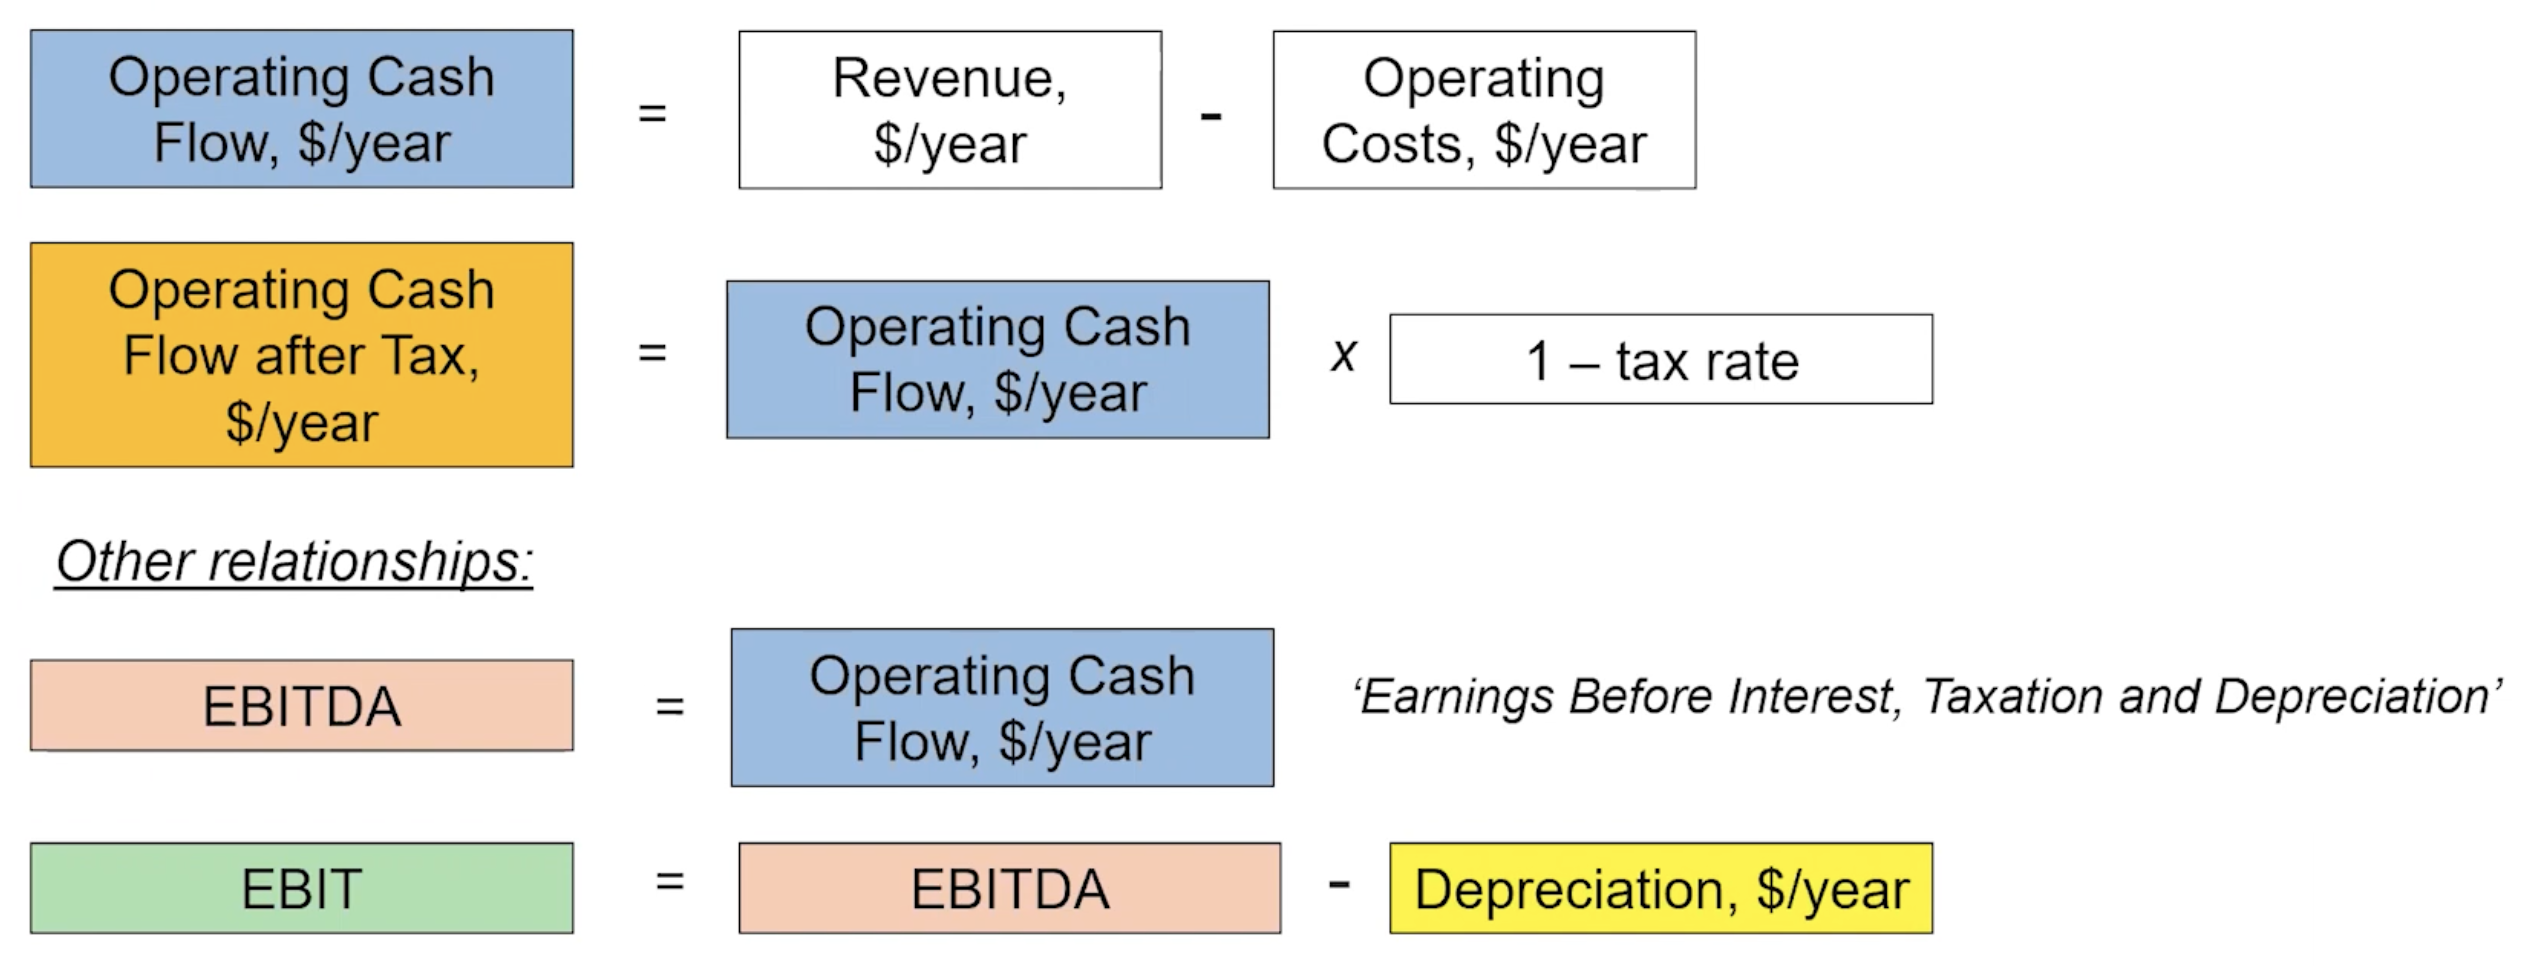 Operating Cash
Flow, $/year
=
Revenue,
$/year
-
Operating
Costs, $/year
Operating Cash
Flow after Tax,
$/year
=
Operating Cash
Flow, $/year
x
1 – tax rate
Other relationships:
EBITDA
=
Operating Cash
Flow, $/year
‘Earnings Before Interest, Taxation and Depreciation’
EBIT
=
EBITDA
-
Depreciation, $/year